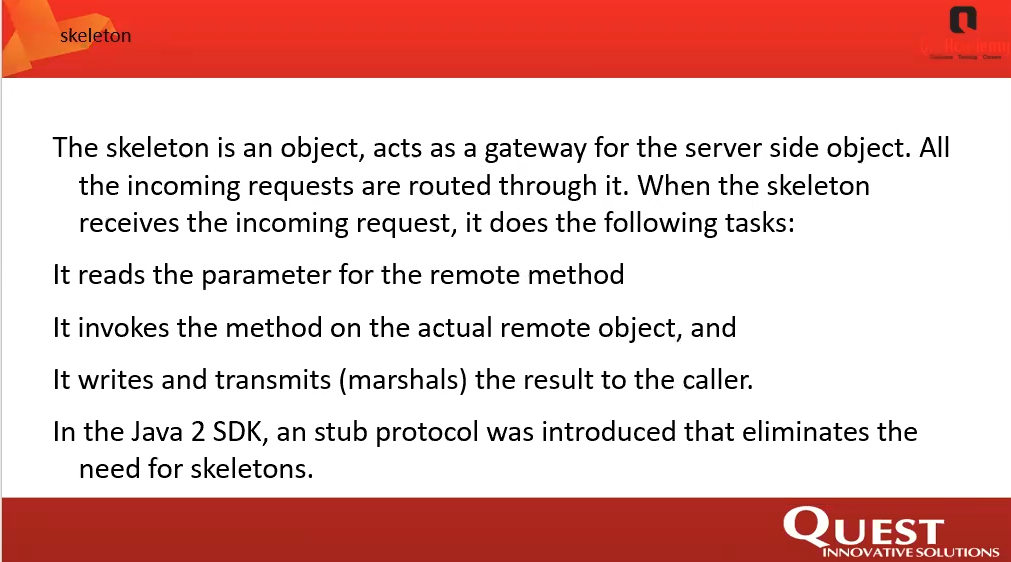 skeleton
The skeleton is an object, acts as a gateway for the server side object. All
the incoming requests are routed through it. When the skeleton
receives the incoming request, it does the following tasks:
It reads the parameter for the remote method
It invokes the method on the actual remote object, and
It writes and transmits (marshals) the result to the caller.
In the Java 2 SDK, an stub protocol was introduced that eliminates the
need for skeletons.
QUEST
INNOVATIVE SOLUTIONS